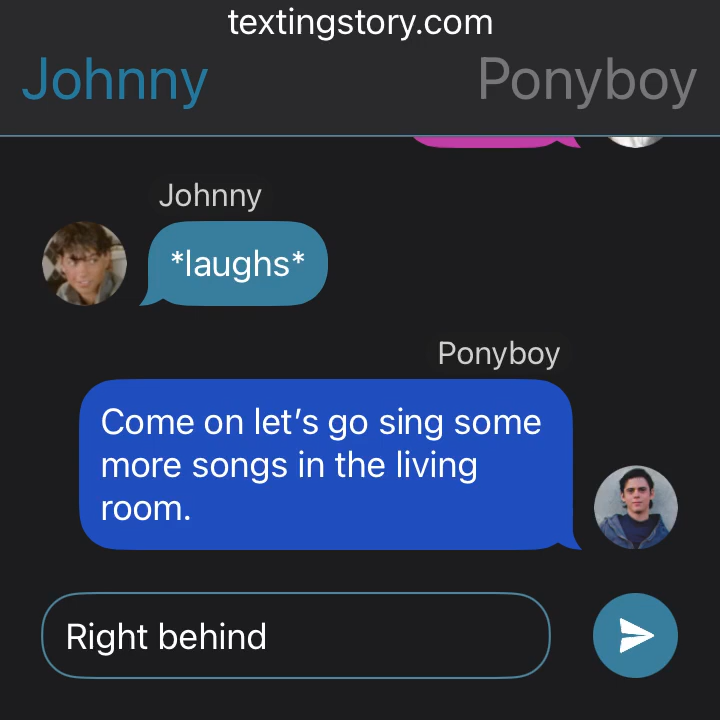 textingstory.com
Johnny
Ponyboy
Johnny
*laughs*
Ponyboy
Come on let’s go sing some
more songs in the living
room.
Right behind